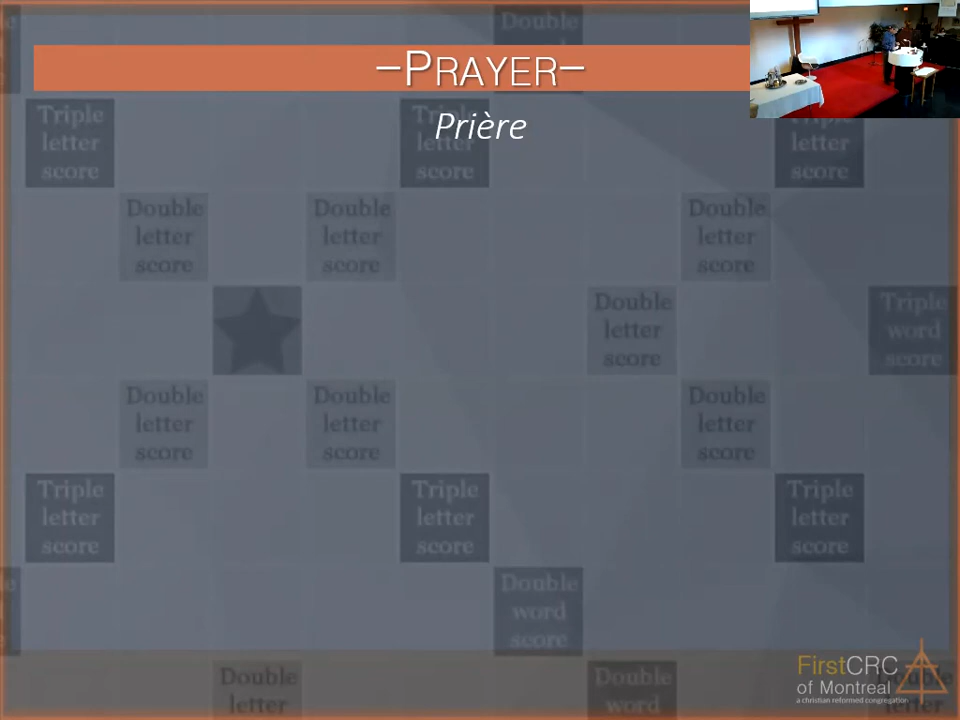 Double
–PRAYER–
Prière
Triple
letter
score
Triple
letter
score
Triple
letter
score
Double
letter
score
Double
letter
score
Double
letter
score
Double
letter
score
Triple
word
score
Double
letter
score
Double
letter
score
Double
letter
score
Triple
letter
score
Triple
letter
score
Triple
letter
score
Double
word
score
Double
letter
Double
word
FirstCRC
of Montreal
a christian reformed congregation